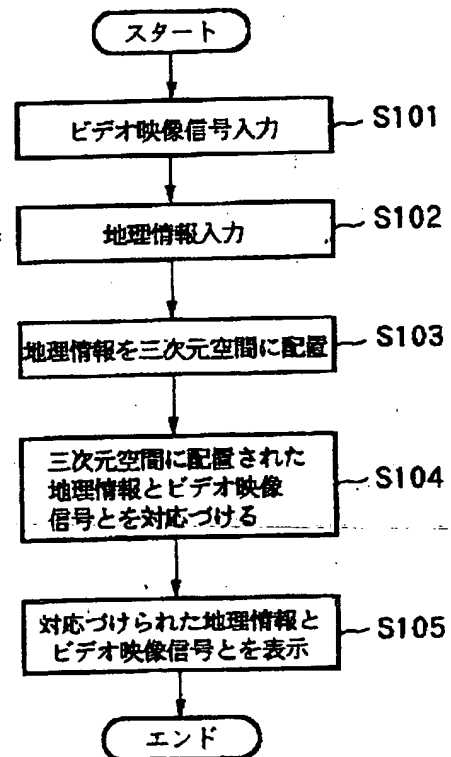 スタート
ビデオ映像信号入力
S101
地理情報入力
S102
地理情報を三次元空間に配置
S103
三次元空間に配置された
地理情報とビデオ映像
信号とを対応づける
S104
対応づけられた地理情報と
ビデオ映像信号とを表示
S105
エンド